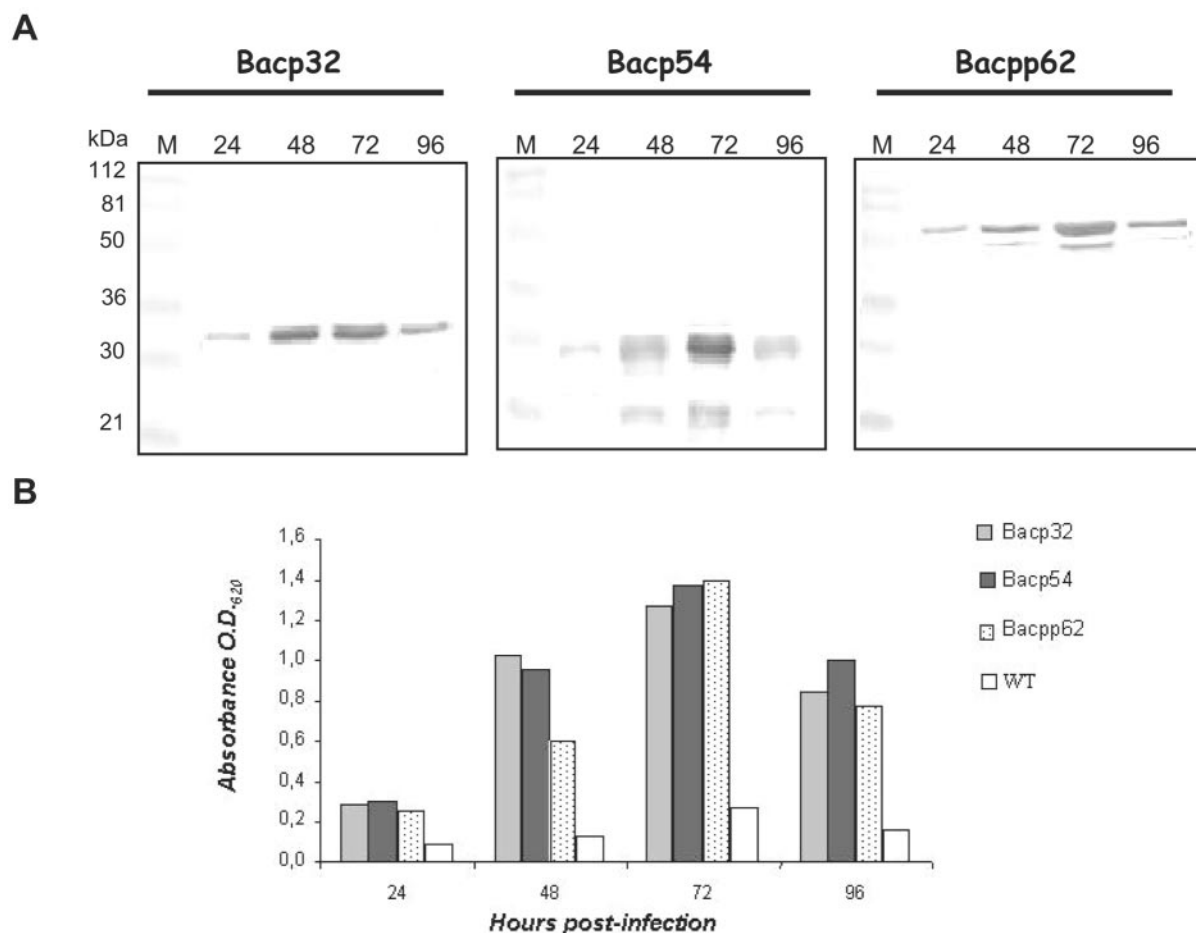 A
Bacp32 Bacp54 Bacpp62
kDa M 24 48 72 96 M 24 48 72 96 M 24 48 72 96
112
81
50
36
30
21
B
1,6
1,4
1,2
1,0
0,8
0,6
0,4
0,2
0,0
Absorbance O.D.620
24 48 72 96
Hours post-infection
Bacp32
Bacp54
Bacpp62
WT